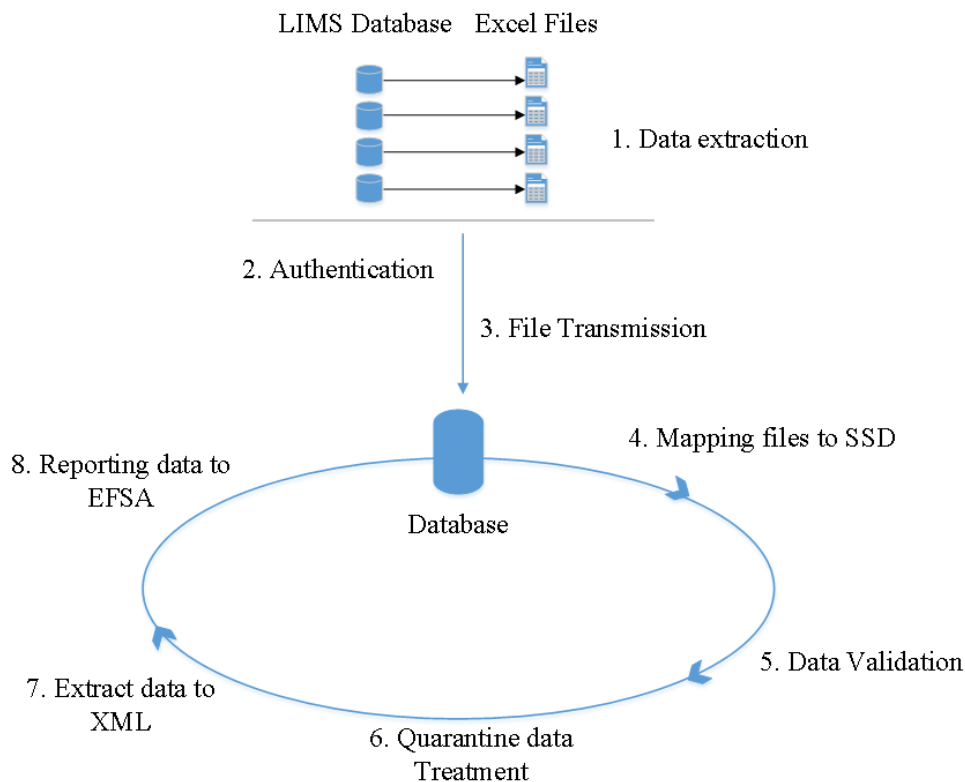 LIMS Database Excel Files
1. Data extraction
2. Authentication
3. File Transmission
4. Mapping files to SSD
8. Reporting data to
EFSA
Database
5. Data Validation
7. Extract data to
XML
6. Quarantine data
Treatment